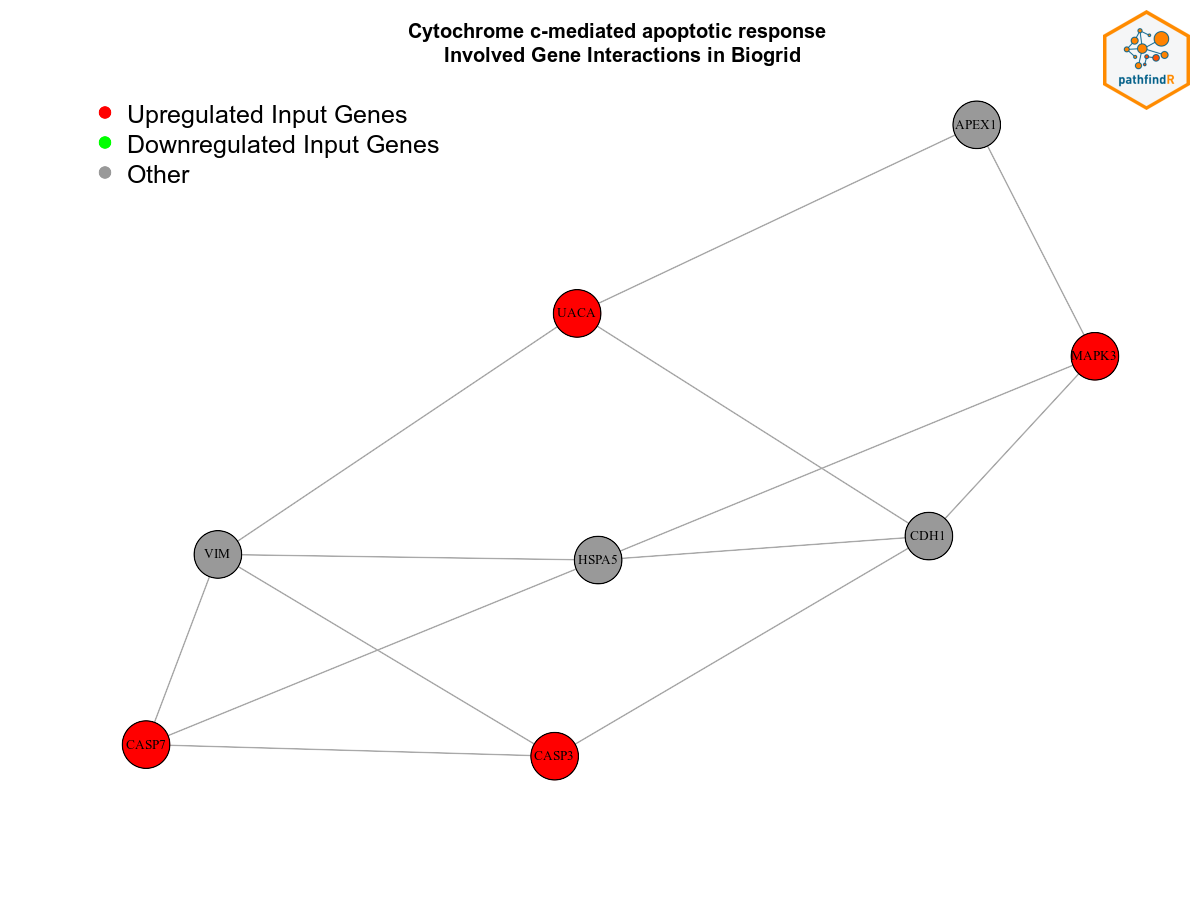 Cytochrome c-mediated apoptotic response
Involved Gene Interactions in Biogrid
pathfindR
Upregulated Input Genes
Downregulated Input Genes
Other
APEX1
UACA
MAPK3
VIM
HSPA5
CDH1
CASP7
CASP3